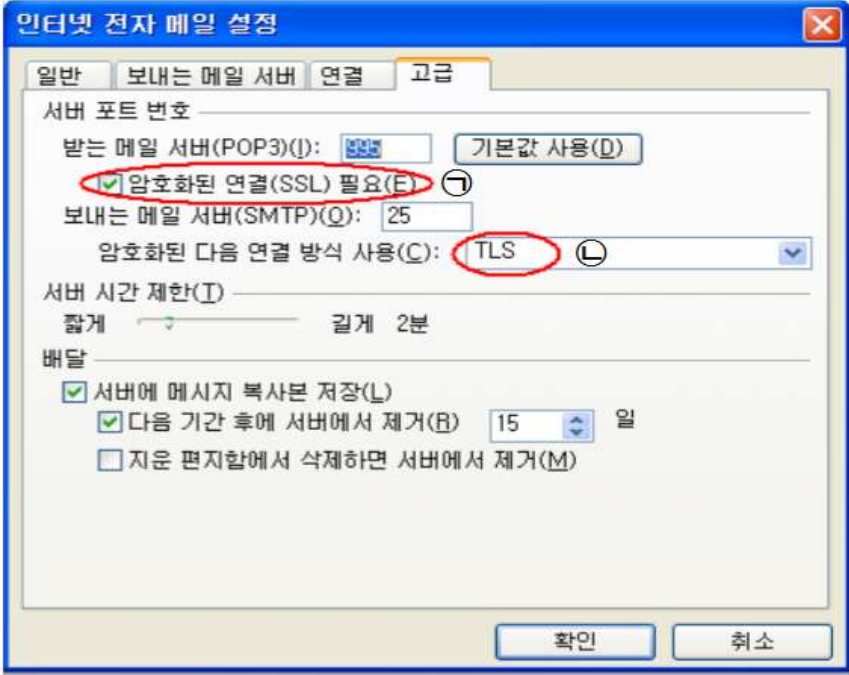 인터넷 전자 메일 설정
일반 보내는 메일 서버 연결 고급
서버 포트 번호
받는 메일 서버(POP3)(I): 995 기본값 사용(D)
암호화된 연결(SSL) 필요(E) ㉠
보내는 메일 서버(SMTP)(O): 25
암호화된 다음 연결 방식 사용(C): TLS ㉡
서버 시간 제한(T)
짧게 길게 2분
배달
서버에 메시지 복사본 저장(L)
다음 기간 후에 서버에서 제거(R) 15 일
지운 편지함에서 삭제하면 서버에서 제거(M)
확인 취소